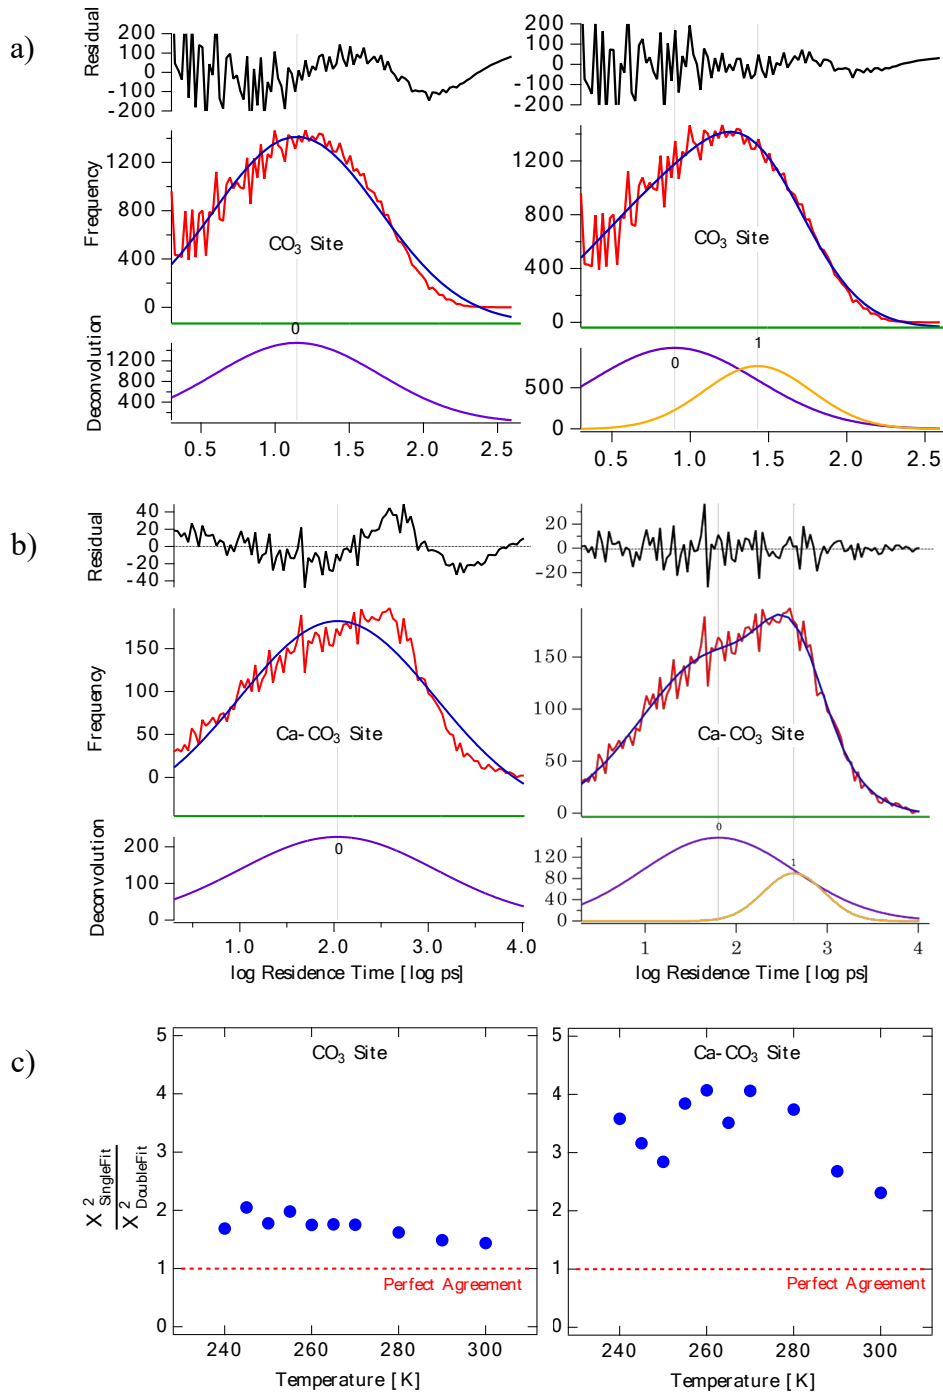 a)
Residual
200
100
0
-100
-200
200
100
0
-100
-200
Frequency
1200
800
400
0
CO3 Site
1200
800
400
0
CO3 Site
Deconvolution
1200
800
400
0
500
0
0
1
0.5 1.0 1.5 2.0 2.5
0.5 1.0 1.5 2.0 2.5
b)
Residual
40
20
0
-20
-40
20
0
-20
Frequency
150
100
50
0
Ca-CO3 Site
150
100
50
0
Ca-CO3 Site
Deconvolution
200
100
0
0
120
80
40
0
0
1
1.0 2.0 3.0 4.0
1 2 3 4
log Residence Time [log ps]
log Residence Time [log ps]
c)
X2SingleFit
X2DoubleFit
5
4
3
2
1
0
CO3 Site
Perfect Agreement
240 260 280 300
Temperature [K]
5
4
3
2
1
0
Ca-CO3 Site
Perfect Agreement
240 260 280 300
Temperature [K]